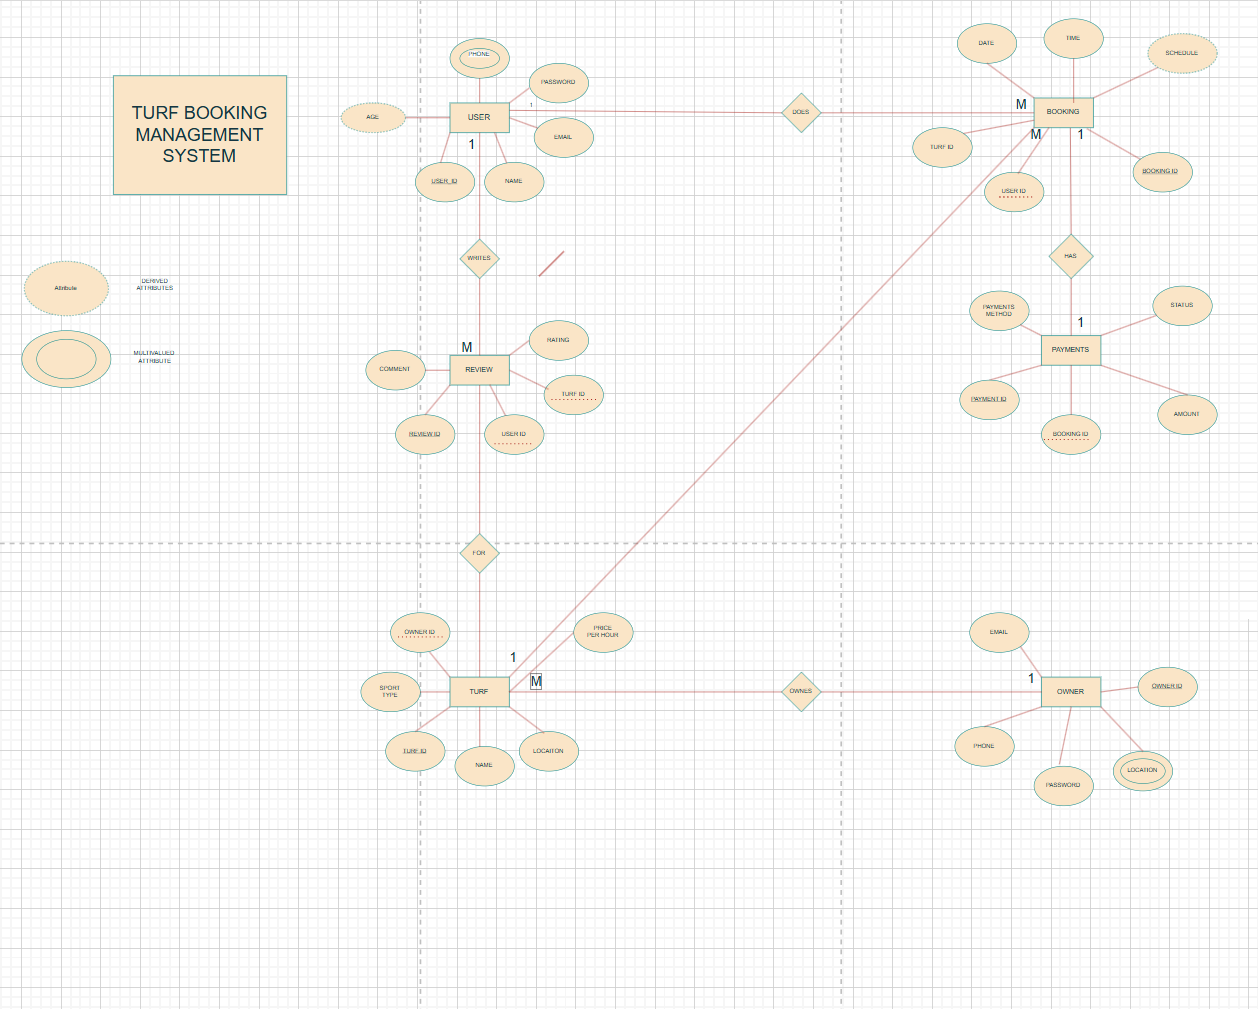 TURF BOOKING
MANAGEMENT
SYSTEM
Attribule
DERIVED
ATTRIBUTES
MULTIVALUED
ATTRIBUTE
PHONE
PASSWORD
AGE
USER
1
EMAIL
1
USER_ID
NAME
DOES
DATE
TIME
SCHEDULE
M
BOOKING
M
1
TURF ID
USER ID
BOOKING ID
WRITES
HAS
PAYMENTS
METHOD
STATUS
1
PAYMENTS
PAYMENT ID
BOOKING ID
AMOUNT
M
RATING
COMMENT
REVIEW
TURF ID
REVIEW ID
USER ID
FOR
OWNER ID
PRICE
PER HOUR
1
M
SPORT
TYPE
TURF
TURF ID
NAME
LOCAITON
OWNES
EMAIL
1
OWNER
OWNER ID
PHONE
PASSWORD
LOCATION